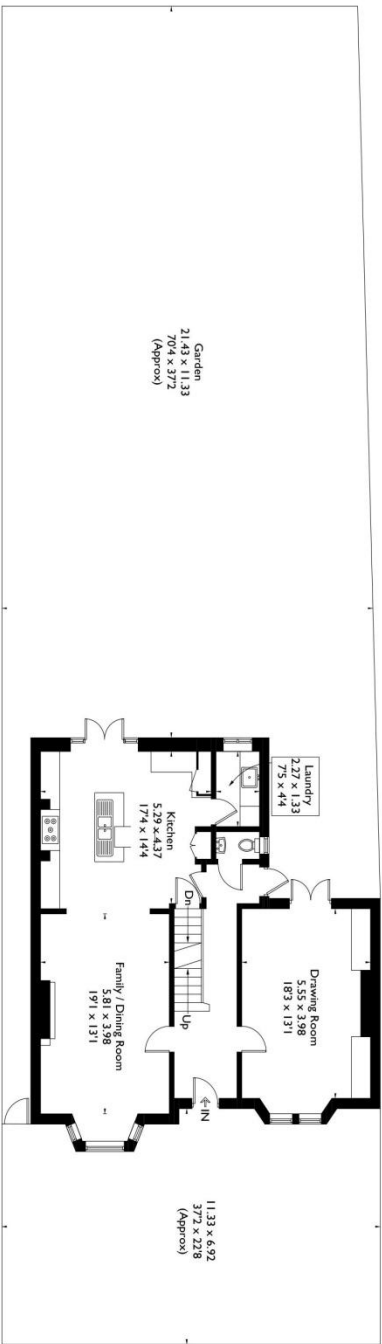 Garden
21.43 x 11.33
70'4 x 37'2
(Approx)
Laundry
2.27 x 1.33
7'5 x 4'4
Kitchen
5.29 x 4.37
17'4 x 14'4
Dn
Up
Drawing Room
5.55 x 3.98
18'3 x 13'1
Family / Dining Room
5.81 x 3.98
19'1 x 13'1
IN
11.33 x 6.92
37'2 x 22'8
(Approx)